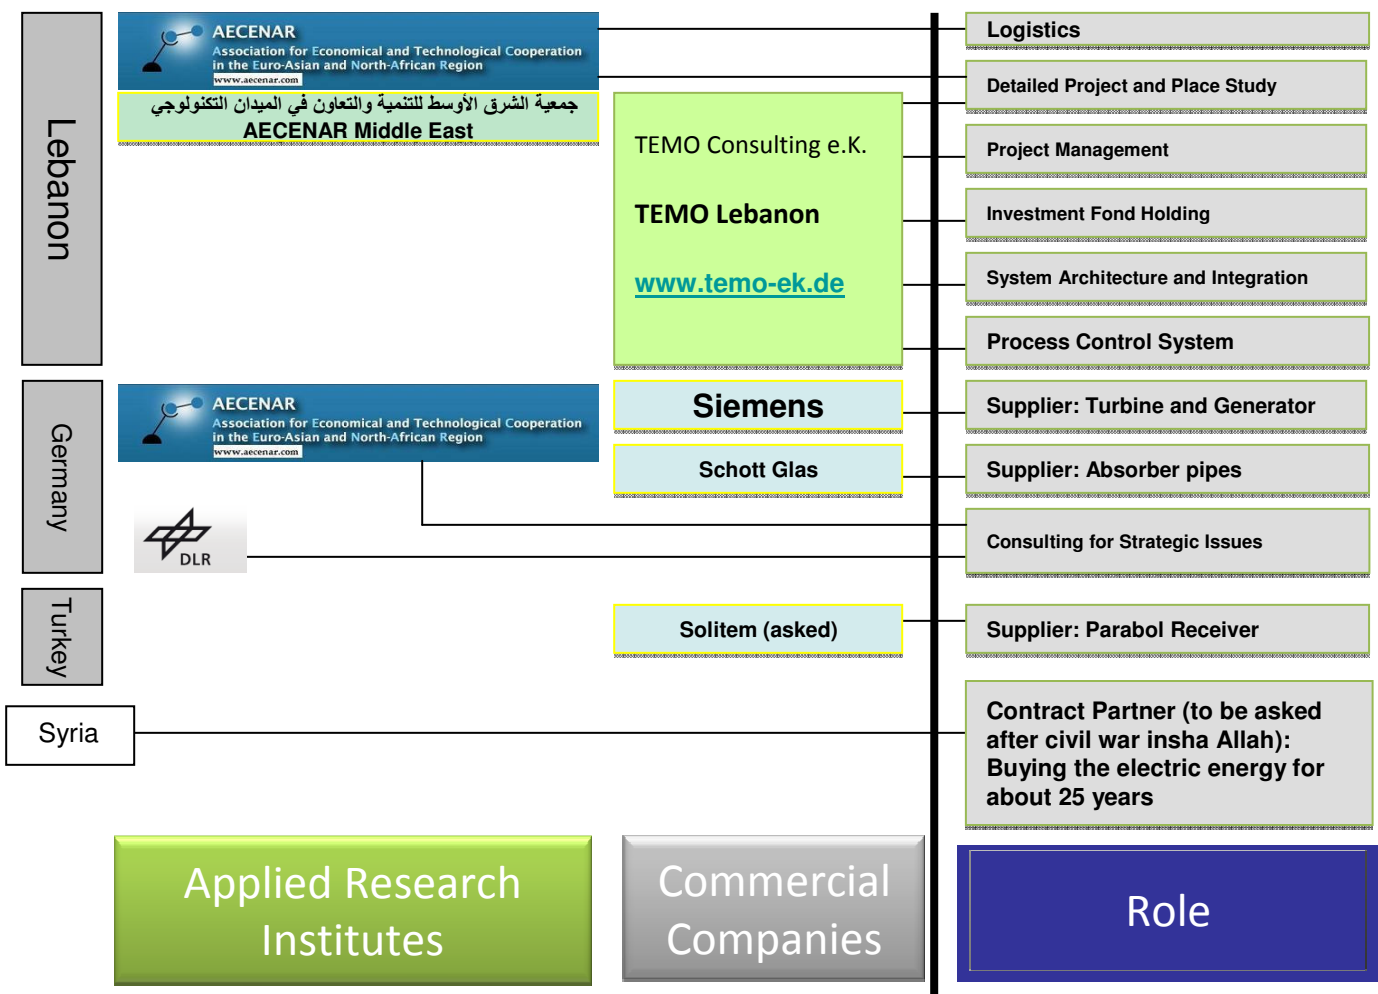 Lebanon
AECENAR
Association for Economical and Technological Cooperation
in the Euro-Asian and North-African Region
www.aecenar.com
جمعية الشرق الأوسط للتنمية والتعاون في الميدان التكنولوجي
AECENAR Middle East
TEMO Consulting e.K.
TEMO Lebanon
www.temo-ek.de
Logistics
Detailed Project and Place Study
Project Management
Investment Fond Holding
System Architecture and Integration
Process Control System
Germany
AECENAR
Association for Economical and Technological Cooperation
in the Euro-Asian and North-African Region
www.aecenar.com
DLR
Siemens
Supplier: Turbine and Generator
Schott Glas
Supplier: Absorber pipes
Consulting for Strategic Issues
Turkey
Solitem (asked)
Supplier: Parabol Receiver
Syria
Contract Partner (to be asked
after civil war insha Allah):
Buying the electric energy for
about 25 years
Applied Research
Institutes
Commercial
Companies
Role